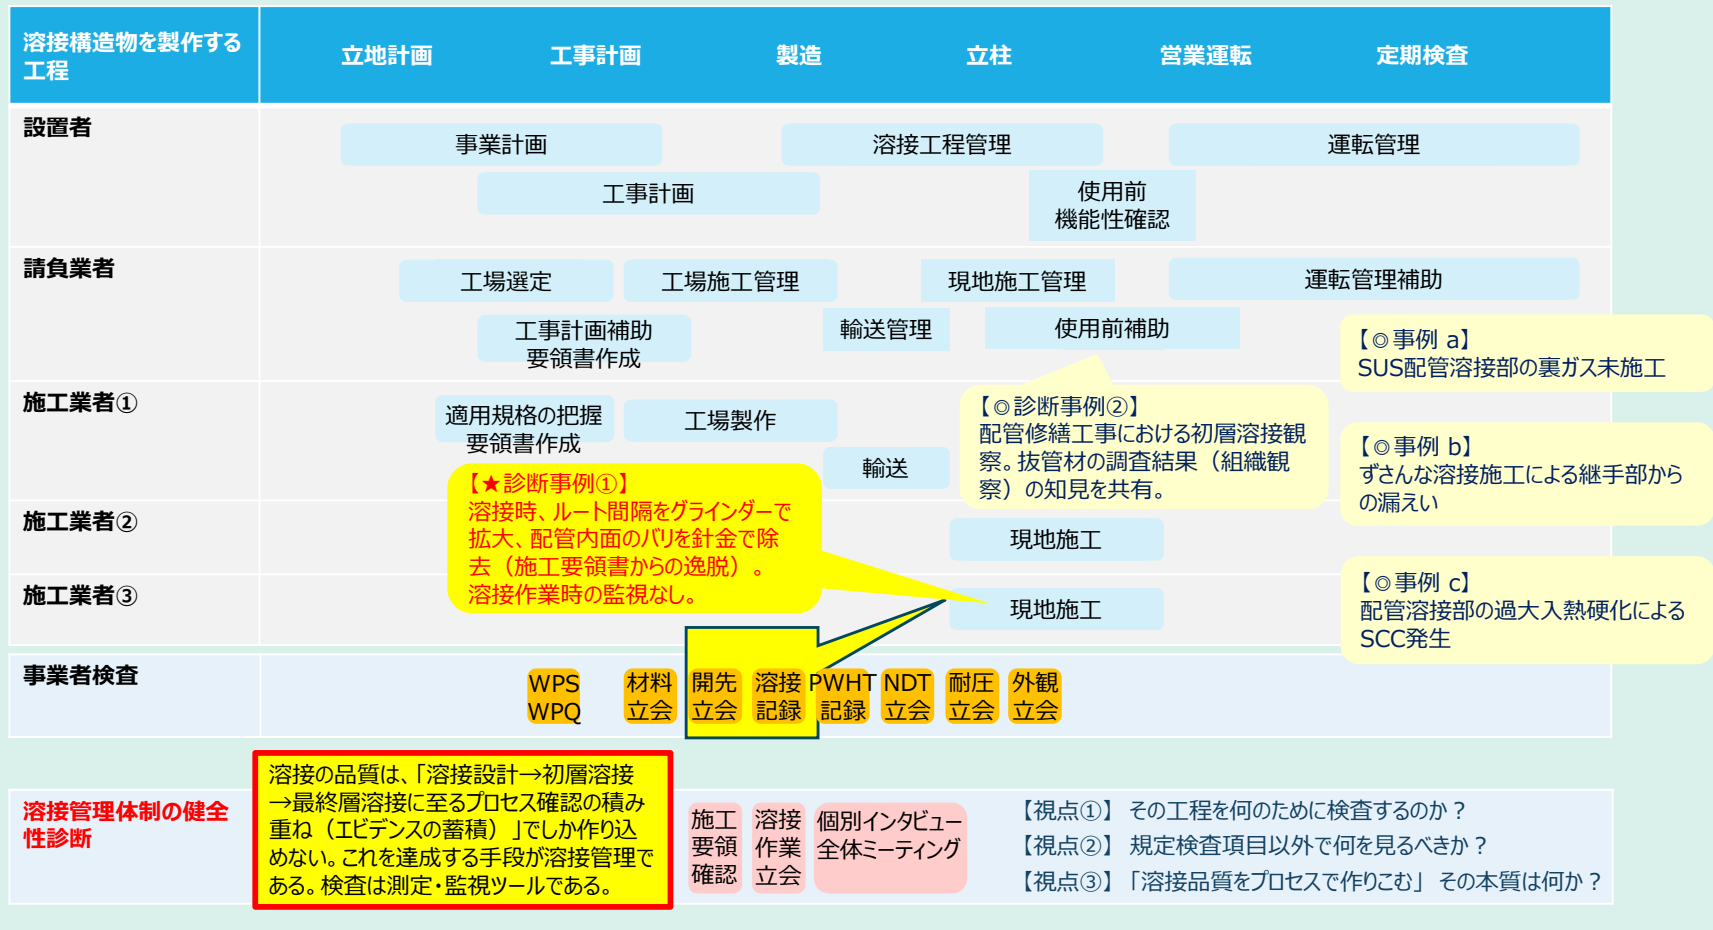 溶接構造物を製作する
工程
立地計画
工事計画
製造
立柱
営業運転
定期検査
設置者
事業計画
溶接工程管理
運転管理
工事計画
使用前
機能性確認
請負業者
工場選定
工場施工管理
現地施工管理
運転管理補助
工事計画補助
要領書作成
輸送管理
使用前補助
【◎事例 a】
SUS配管溶接部の裏ガス未施工
施工業者①
適用規格の把握
要領書作成
工場製作
輸送
【◎診断事例②】
配管修繕工事における初層溶接観
察。抜管材の調査結果（組織観
察）の知見を共有。
【◎事例 b】
ずさんな溶接施工による継手部から
の漏えい
【★診断事例①】
溶接時、ルート間隔をグラインダーで
拡大、配管内面のバリを針金で除
去（施工要領書からの逸脱）。
溶接作業時の監視なし。
施工業者②
現地施工
施工業者③
現地施工
【◎事例 c】
配管溶接部の過大入熱硬化による
SCC発生
事業者検査
WPS
WPQ
材料
立会
開先
立会
溶接
記録
PWHT
記録
NDT
立会
耐圧
立会
外観
立会
溶接管理体制の健全
性診断
溶接の品質は、「溶接設計→初層溶接
→最終層溶接に至るプロセス確認の積み
重ね（エビデンスの蓄積）」でしか作り込
めない。これを達成する手段が溶接管理で
ある。検査は測定・監視ツールである。
施工
要領
確認
溶接
作業
立会
個別インタビュー
全体ミーティング
【視点①】 その工程を何のために検査するのか？
【視点②】 規定検査項目以外で何を見るべきか？
【視点③】「溶接品質をプロセスで作りこむ」 その本質は何か？